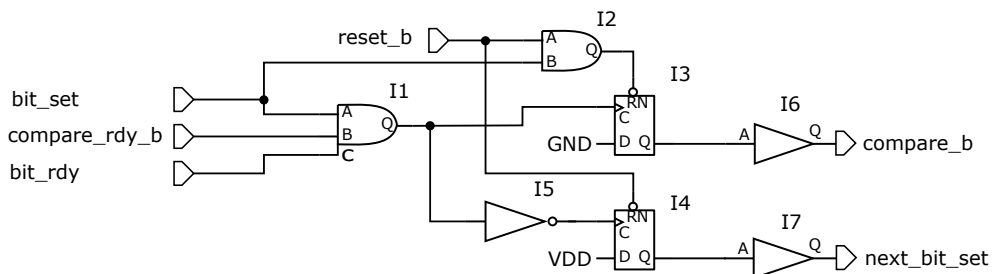 I2
reset_b
A
Q
B
I3
bit_set
I1
RN
I6
A
C
Q
compare_rdy_b
B
Q
A
GND
D
Q
compare_b
C
bit_rdy
I5
I4
RN
I7
C
Q
A
VDD
D
Q
next_bit_set